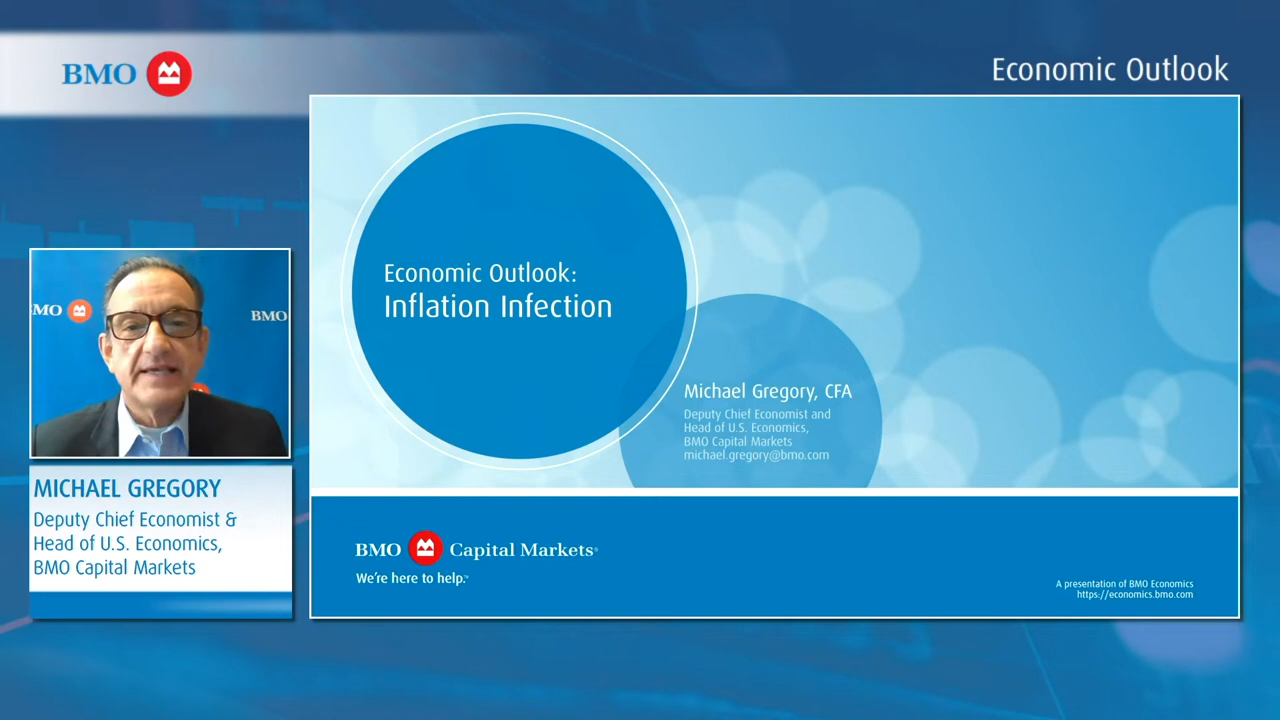 BMO
Economic Outlook
Economic Outlook:
Inflation Infection
Michael Gregory, CFA
Deputy Chief Economist and
Head of U.S. Economics,
BMO Capital Markets
michael.gregory@bmo.com
BMO
BMO
MICHAEL GREGORY
Deputy Chief Economist &
Head of U.S. Economics,
BMO Capital Markets
BMO Capital Markets
We're here to help.™
A presentation of BMO Economics
https://economics.bmo.com